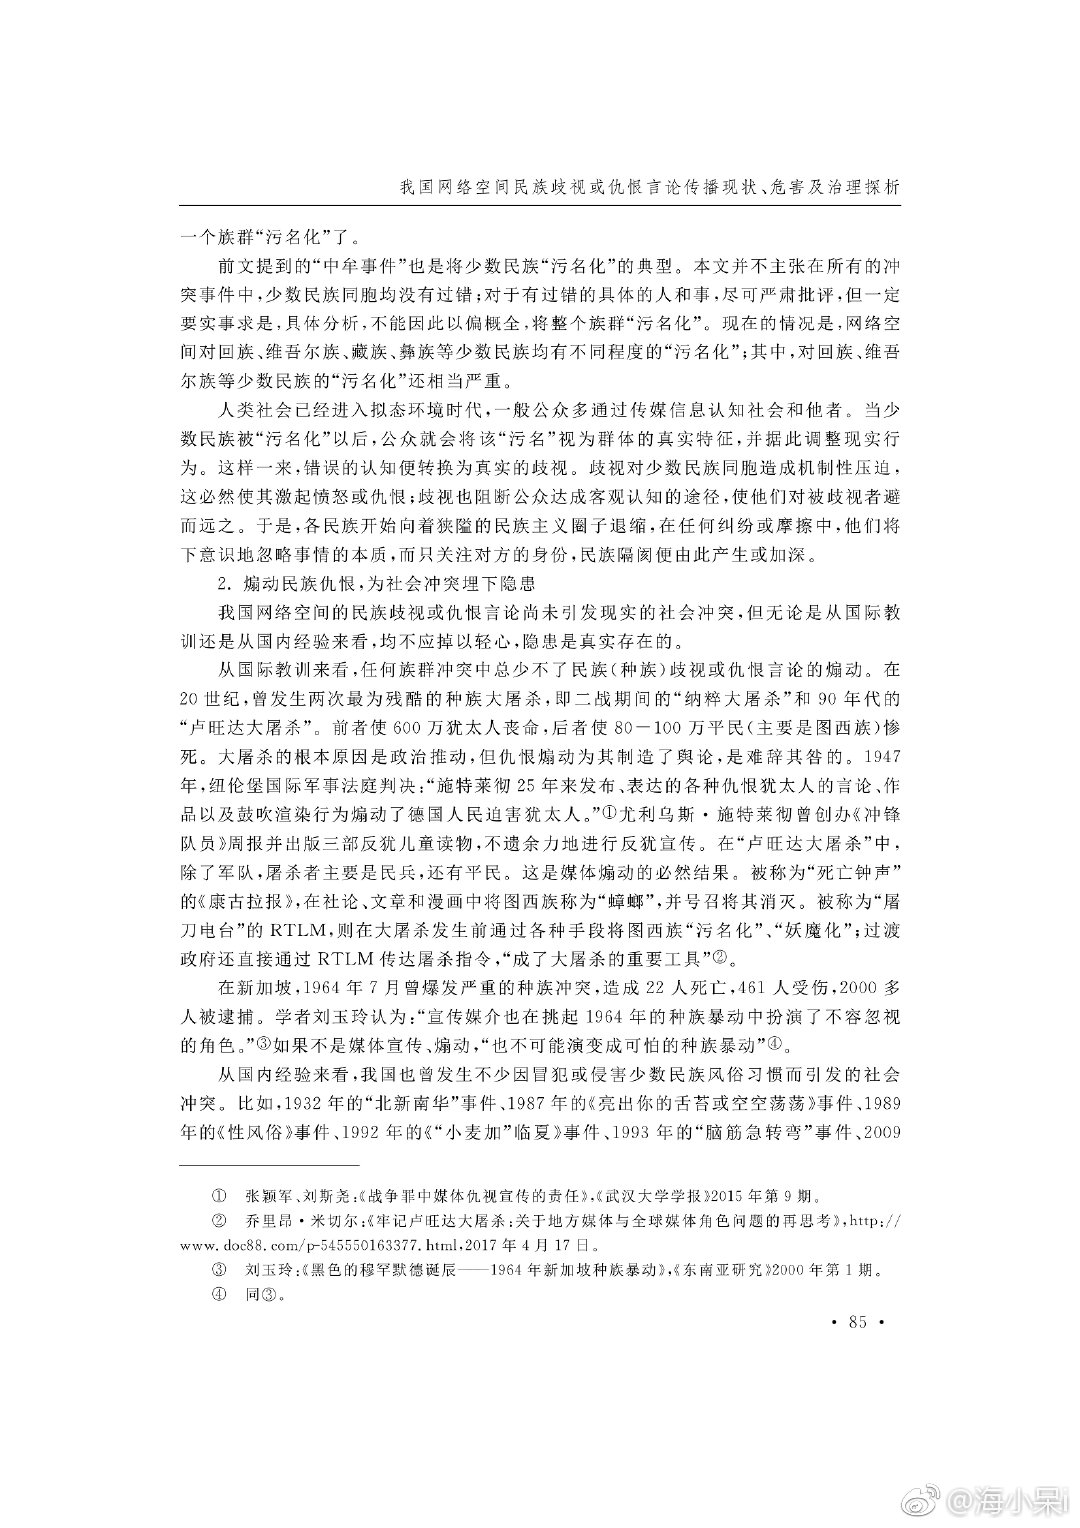 我国网络空间民族歧视或仇恨言论传播现状、危害及治理探析
一个族群“污名化”了。
前文提到的“中牟事件”也是将少数民族“污名化”的典型。本文并不主张在所有的冲
突事件中,少数民族同胞均没有过错;对于有过错的具体的人和事,尽可严肃批评,但一定
要实事求是,具体分析,不能因此以偏概全,将整个族群“污名化”。现在的情况是,网络空
间对回族、维吾尔族、藏族、彝族等少数民族均有不同程度的“污名化”;其中,对回族、维吾
尔族等少数民族的“污名化”还相当严重。
人类社会已经进入拟态环境时代,一般公众多通过传媒信息认知社会和他者。当少
数民族被“污名化”以后,公众就会将该“污名”视为群体的真实特征,并据此调整现实行
为。这样一来,错误的认知便转换为真实的歧视。歧视对少数民族同胞造成机制性压迫,
这必然使其激起愤怒或仇恨;歧视也阻断公众达成客观认知的途径,使他们对被歧视者避
而远之。于是,各民族开始向着狭隘的民族主义圈子退缩,在任何纠纷或摩擦中,他们将
下意识地忽略事情的本质,而只关注对方的身份,民族隔阂便由此产生或加深。
2. 煽动民族仇恨,为社会冲突埋下隐患
我国网络空间的民族歧视或仇恨言论尚未引发现实的社会冲突,但无论是从国际教
训还是从国内经验来看,均不应掉以轻心,隐患是真实存在的。
从国际教训来看,任何族群冲突中总少不了民族(种族)歧视或仇恨言论的煽动。在
20世纪,曾发生两次最为残酷的种族大屠杀,即二战期间的“纳粹大屠杀”和90年代的
“卢旺达大屠杀”。前者使600万犹太人丧命,后者使80—100万平民(主要是图西族)惨
死。大屠杀的根本原因是政治推动,但仇恨煽动为其制造了舆论,是难辞其咎的。1947
年,纽伦堡国际军事法庭判决:“施特莱彻25年来发布、表达的各种仇恨犹太人的言论、作
品以及鼓吹渲染行为煽动了德国人民迫害犹太人。”①尤利乌斯·施特莱彻曾创办《冲锋
队员》周报并出版三部反犹儿童读物,不遗余力地进行反犹宣传。在“卢旺达大屠杀”中,
除了军队,屠杀者主要是民兵,还有平民。这是媒体煽动的必然结果。被称为“死亡钟声”
的《康古拉报》,在社论、文章和漫画中将图西族称为“蟑螂”,并号召将其消灭。被称为“屠
刀电台”的RTLM,则在大屠杀发生前通过各种手段将图西族“污名化”、“妖魔化”;过渡
政府还直接通过RTLM传达屠杀指令,“成了大屠杀的重要工具”②。
在新加坡,1964年7月曾爆发严重的种族冲突,造成22人死亡,461人受伤,2000多
人被逮捕。学者刘玉玲认为:“宣传媒介也在挑起1964年的种族暴动中扮演了不容忽视
的角色。”③如果不是媒体宣传、煽动,“也不可能演变成可怕的种族暴动”④。
从国内经验来看,我国也曾发生不少因冒犯或侵害少数民族风俗习惯而引发的社会
冲突。比如,1932年的“北新南华”事件、1987年的《亮出你的舌苔或空空荡荡》事件、1989
年的《性风俗》事件、1992年的《“小麦加”临夏》事件、1993年的“脑筋急转弯”事件、2009
① 张颖军、刘斯尧:《战争罪中媒体仇视宣传的责任》,《武汉大学学报》2015年第9期。
② 乔里昂·米切尔:《牢记卢旺达大屠杀:关于地方媒体与全球媒体角色问题的再思考》,http://
www.doc88.com/p-545550163377.html,2017年4月17日。
③ 刘玉玲:《黑色的穆罕默德诞辰——1964年新加坡种族暴动》,《东南亚研究》2000年第1期。
④ 同③。
· 85 ·
@海小呆i